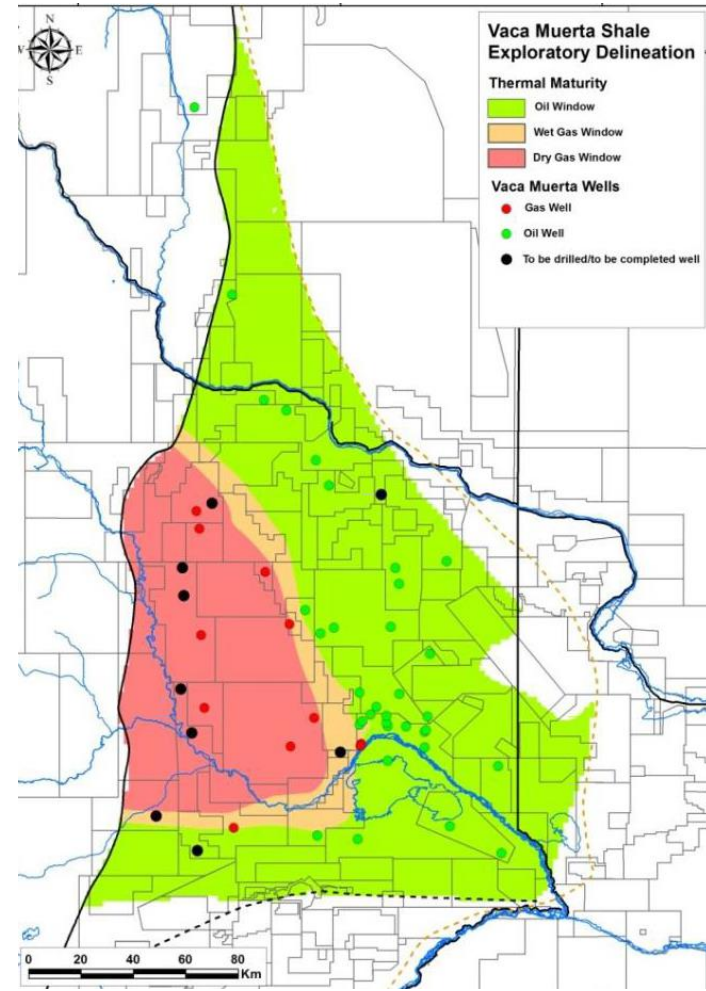 N
W
E
S
Vaca Muerta Shale
Exploratory Delineation
Thermal Maturity
Oil Window
Wet Gas Window
Dry Gas Window
Vaca Muerta Wells
Gas Well
Oil Well
To be drilled/to be completed well
0 20 40 60 80
Km